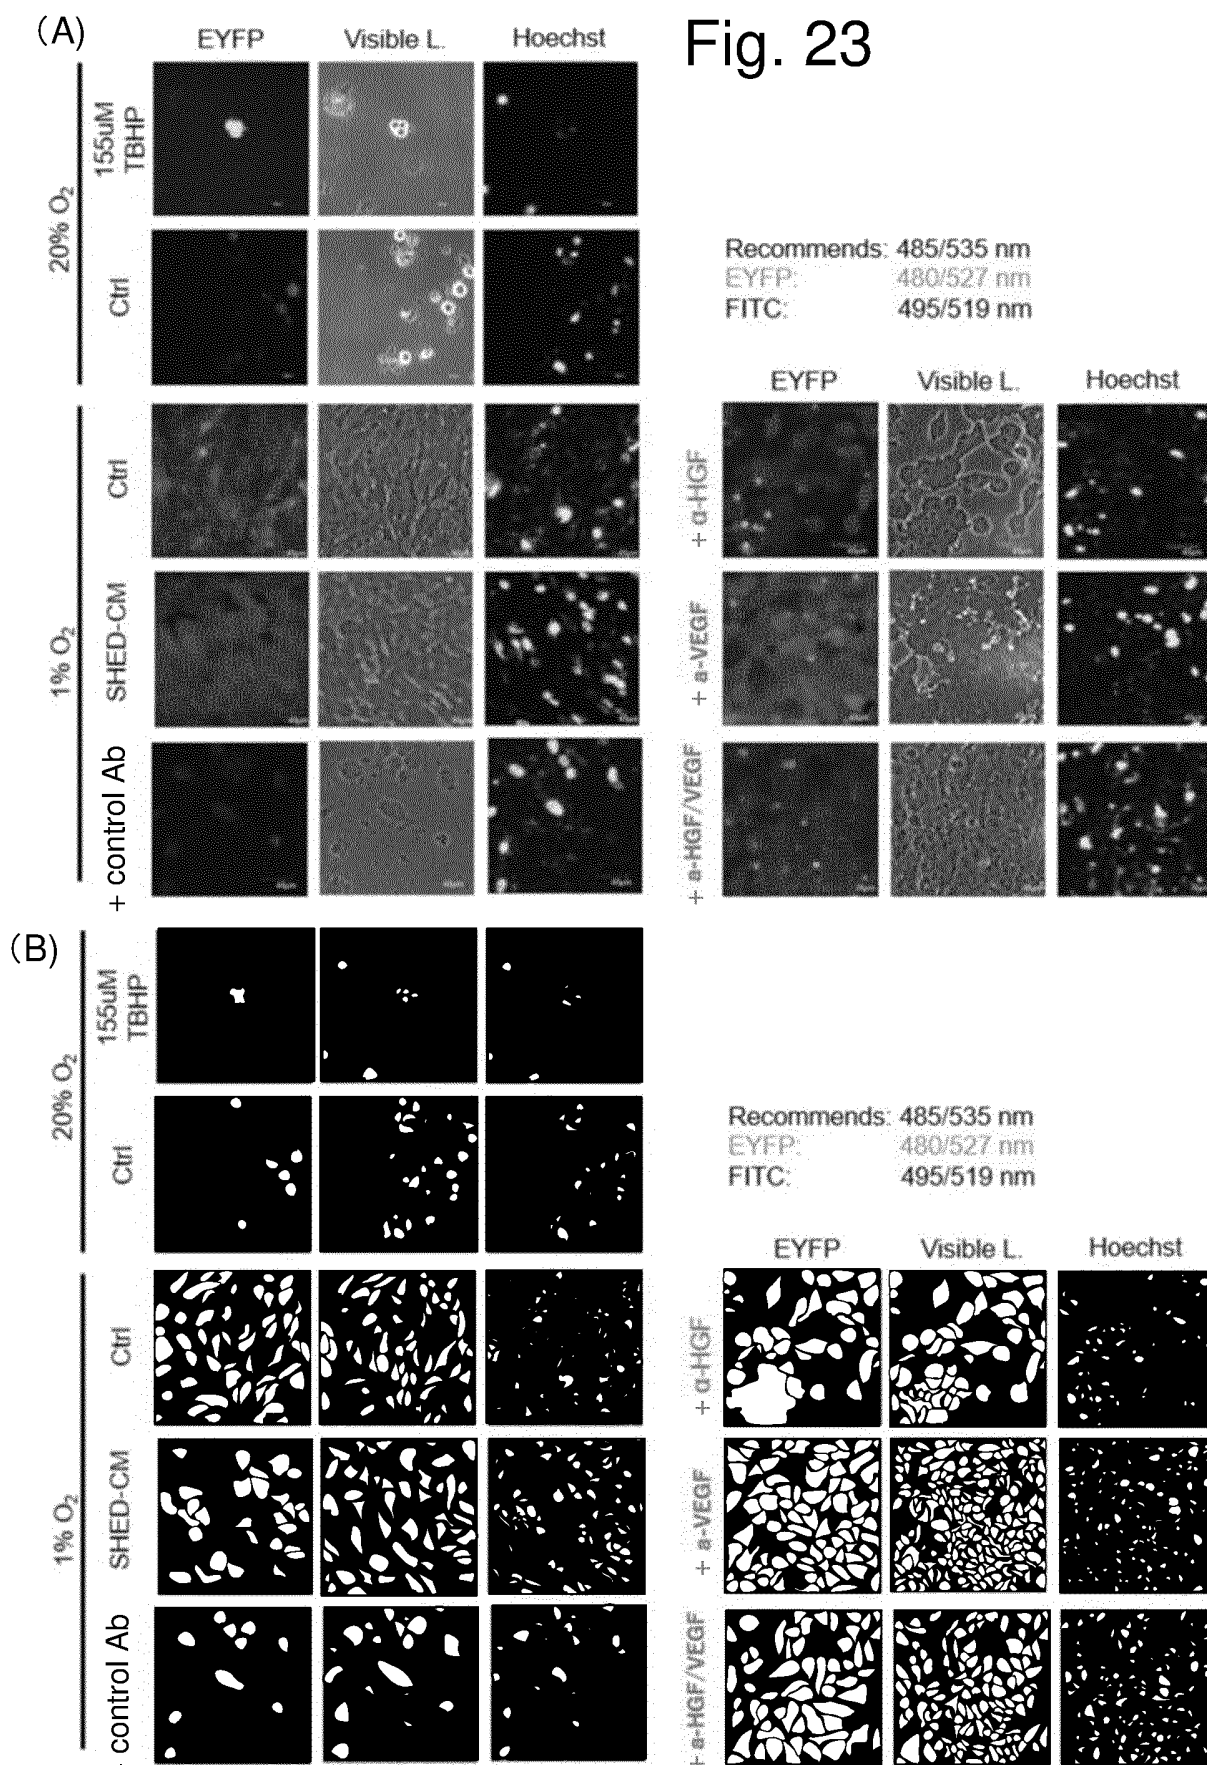 (A)
EYFP Visible L. Hoechst
Fig. 23
20% O₂
155uM
TBHP
Ctrl
Recommends: 485/535 nm
EYFP: 480/527 nm
FITC: 495/519 nm
1% O₂
Ctrl
SHED-CM
+ control Ab
EYFP Visible L. Hoechst
+ α-HGF
+ a-VEGF
+ a-HGF/VEGF
(B)
20% O₂
155uM
TBHP
Ctrl
Recommends: 485/535 nm
EYFP: 480/527 nm
FITC: 495/519 nm
1% O₂
Ctrl
SHED-CM
control Ab
EYFP Visible L. Hoechst
+ α-HGF
+ a-VEGF
+ a-HGF/VEGF